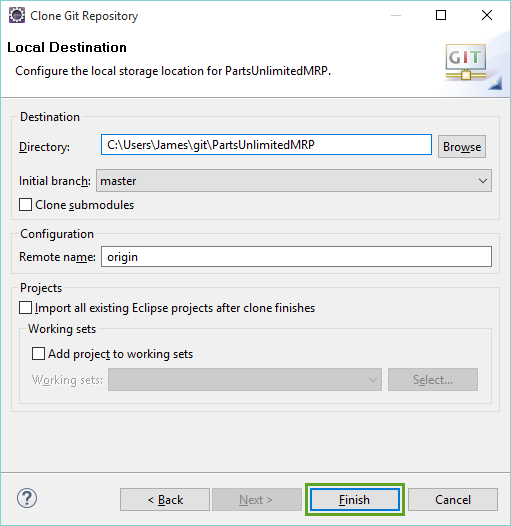 Clone Git Repository
Local Destination
Configure the local storage location for PartsUnlimitedMRP.
GIT
Destination
Directory: C:\Users\James\git\PartsUnlimitedMRP Browse
Initial branch: master
Clone submodules
Configuration
Remote name: origin
Projects
Import all existing Eclipse projects after clone finishes
Working sets
Add project to working sets
Working sets: Select...
? < Back Next > Finish Cancel